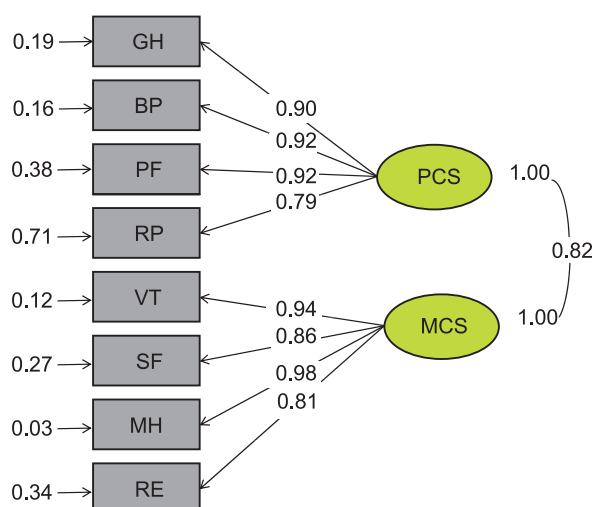 0.19 GH
0.90
0.16 BP
0.92
0.38 PF 0.92 PCS 1.00
0.79
0.71 RP
0.82
0.12 VT 0.94
MCS 1.00
0.86
0.27 SF
0.98
0.81
0.03 MH
0.34 RE